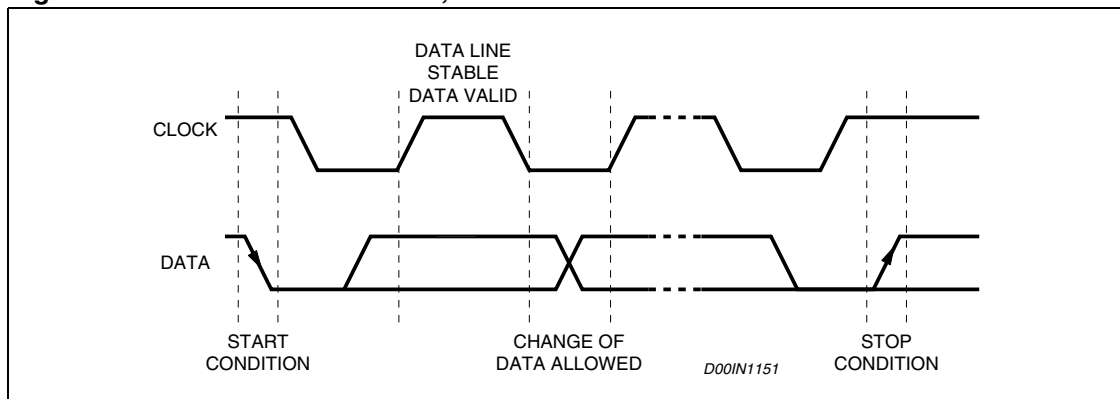 DATA LINE
STABLE
DATA VALID
CLOCK
DATA
START
CONDITION
CHANGE OF
DATA ALLOWED
D00IN1151
STOP
CONDITION